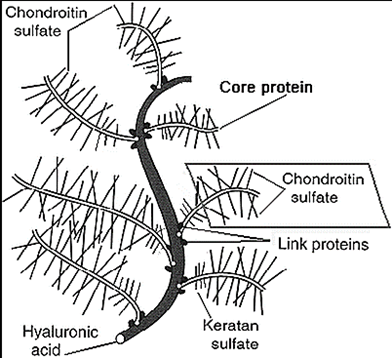 Chondroitin
sulfate
Core protein
Chondroitin
sulfate
Link proteins
Keratan
sulfate
Hyaluronic
acid